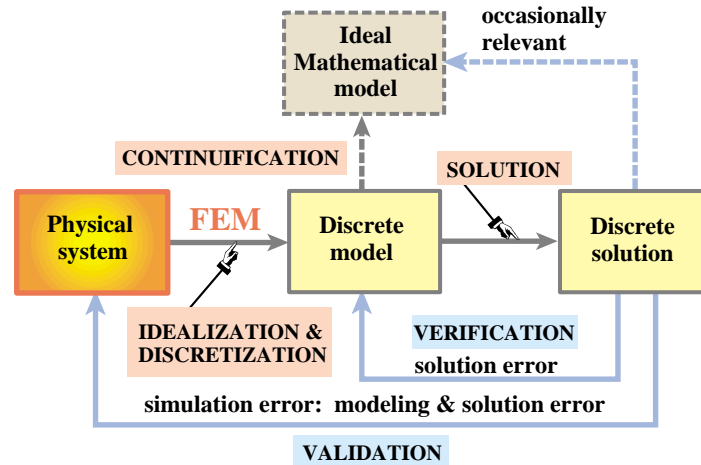 occasionally
relevant
Ideal
Mathematical
model
CONTINUIFICATION
SOLUTION
Physical
system
FEM
Discrete
model
Discrete
solution
IDEALIZATION &
DISCRETIZATION
VERIFICATION
solution error
simulation error: modeling & solution error
VALIDATION